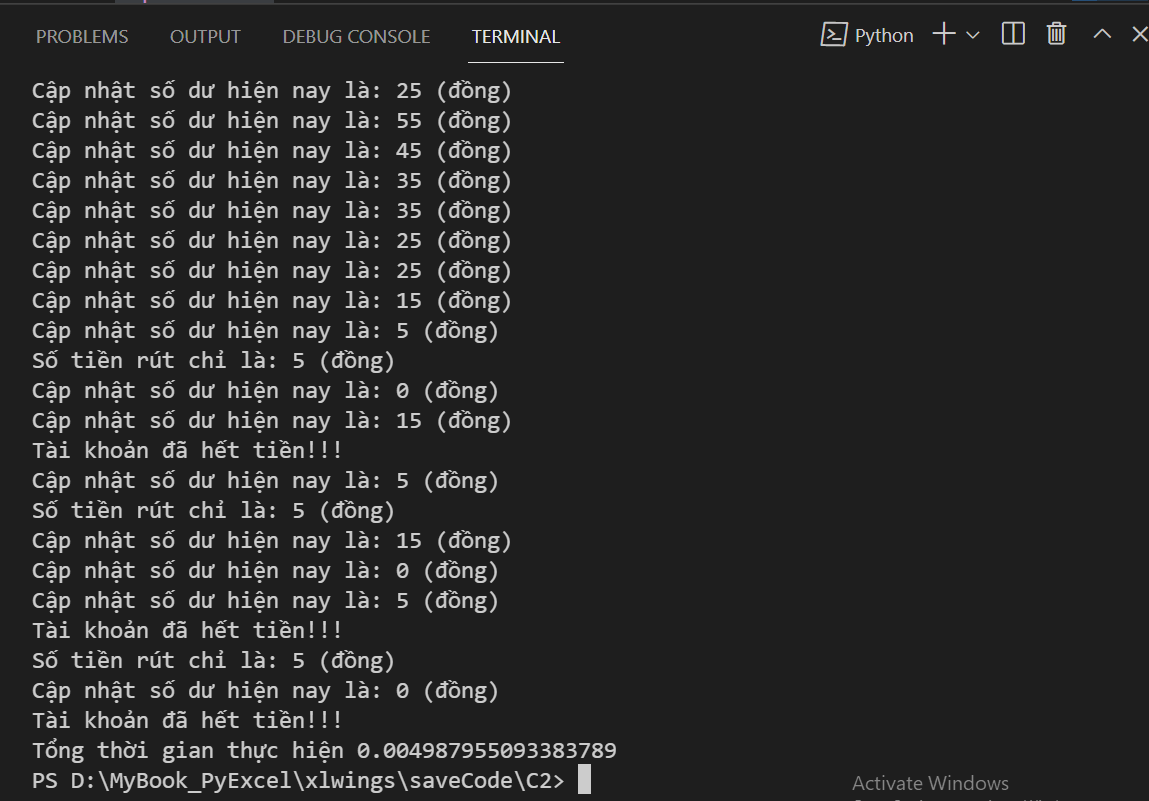 PROBLEMS OUTPUT DEBUG CONSOLE TERMINAL Python
Cập nhật số dư hiện nay là: 25 (đồng)
Cập nhật số dư hiện nay là: 55 (đồng)
Cập nhật số dư hiện nay là: 45 (đồng)
Cập nhật số dư hiện nay là: 35 (đồng)
Cập nhật số dư hiện nay là: 35 (đồng)
Cập nhật số dư hiện nay là: 25 (đồng)
Cập nhật số dư hiện nay là: 25 (đồng)
Cập nhật số dư hiện nay là: 15 (đồng)
Cập nhật số dư hiện nay là: 5 (đồng)
Số tiền rút chỉ là: 5 (đồng)
Cập nhật số dư hiện nay là: 0 (đồng)
Cập nhật số dư hiện nay là: 15 (đồng)
Tài khoản đã hết tiền!!!
Cập nhật số dư hiện nay là: 5 (đồng)
Số tiền rút chỉ là: 5 (đồng)
Cập nhật số dư hiện nay là: 15 (đồng)
Cập nhật số dư hiện nay là: 0 (đồng)
Cập nhật số dư hiện nay là: 5 (đồng)
Tài khoản đã hết tiền!!!
Số tiền rút chỉ là: 5 (đồng)
Cập nhật số dư hiện nay là: 0 (đồng)
Tài khoản đã hết tiền!!!
Tổng thời gian thực hiện 0.004987955093383789
PS D:\MyBook_PyExcel\xlwings\saveCode\C2>
Activate Windows